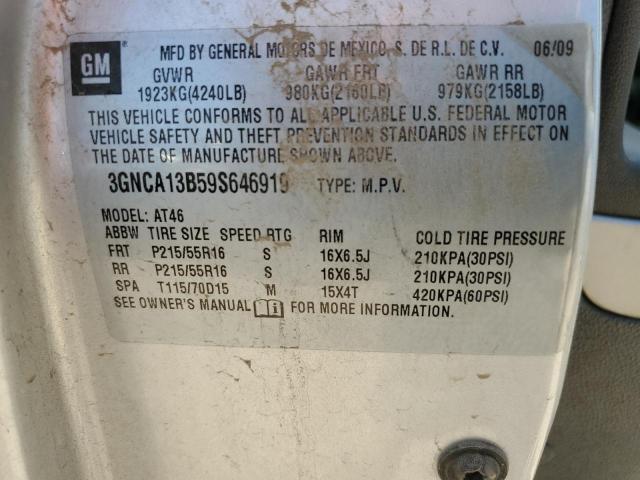 GM
MFD BY GENERAL MOTORS DE MEXICO, S. DE R.L. DE C.V. 06/09
GVWR GAWR FRT GAWR RR
1923KG(4240LB) 980KG(2160LB) 979KG(2158LB)
THIS VEHICLE CONFORMS TO ALL APPLICABLE U.S. FEDERAL MOTOR
VEHICLE SAFETY AND THEFT PREVENTION STANDARDS IN EFFECT ON
THE DATE OF MANUFACTURE SHOWN ABOVE.
3GNCA13B59S646919 TYPE: M.P.V.
MODEL: AT46
ABBW TIRE SIZE SPEED RTG RIM COLD TIRE PRESSURE
FRT P215/55R16 S 16X6.5J 210KPA(30PSI)
RR P215/55R16 S 16X6.5J 210KPA(30PSI)
SPA T115/70D15 M 15X4T 420KPA(60PSI)
SEE OWNER'S MANUAL i FOR MORE INFORMATION.